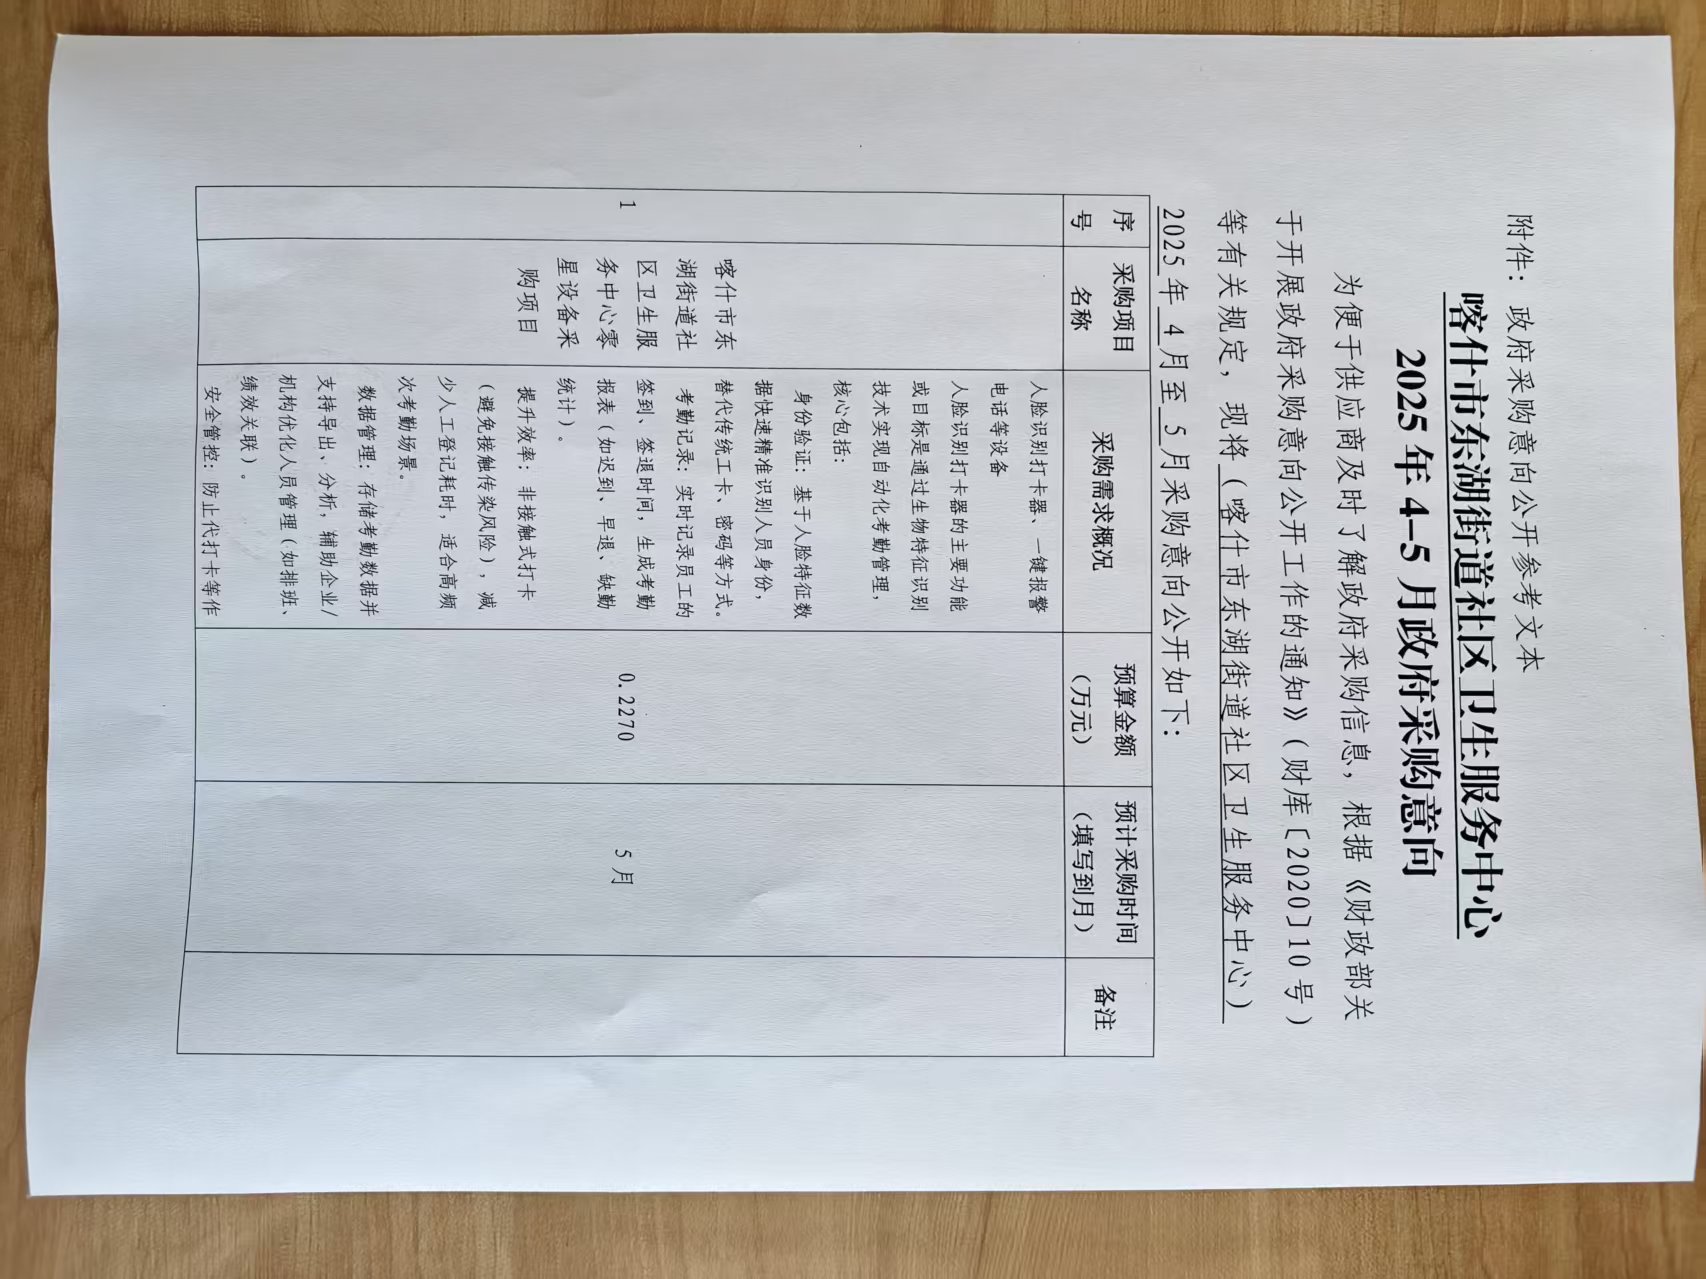 附件：政府采购意向公开参考文本
喀什市东湖街道社区卫生服务中心
2025年4-5月政府采购意向
为便于供应商及时了解政府采购信息，根据《财政部关
于开展政府采购意向公开工作的通知》（财库〔2020〕10号）
等有关规定，现将（喀什市东湖街道社区卫生服务中心）
2025年 4 月至 5 月采购意向公开如下：
序号
采购项目名称
采购需求概况
预算金额（万元）
预计采购时间（填写到月）
备注
1
喀什市东
湖街道社
区卫生服
务中心零
星设备采
购项目
人脸识别打卡器、一键报警
电话等设备
人脸识别打卡器的主要功能
或目标是通过生物特征识别
技术实现自动化考勤管理，
核心包括：
身份验证：基于人脸特征数
据快速精准识别人员身份，
替代传统工卡、密码等方式。
考勤记录：实时记录员工的
签到、签退时间，生成考勤
报表（如迟到、早退、缺勤
统计）。
提升效率：非接触式打卡
（避免接触传染风险），减
少人工登记耗时，适合高频
次考勤场景。
数据管理：存储考勤数据并
支持导出、分析，辅助企业/
机构优化人员管理（如排班、
绩效关联）。
安全管控：防止代打卡等作
0.2270
5月